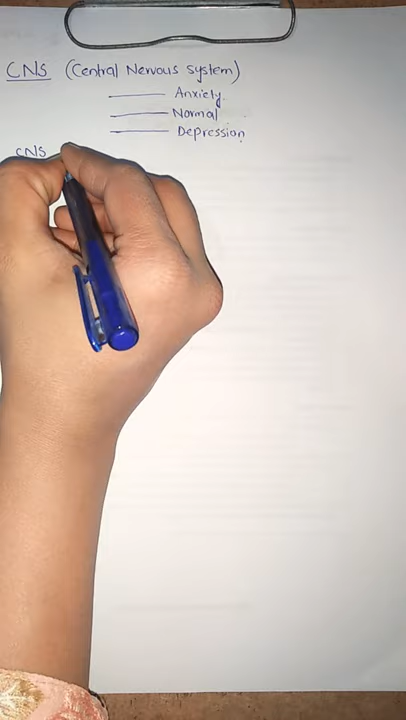 CNS (Central Nervous system)
Anxiety
Normal
Depression
CNS